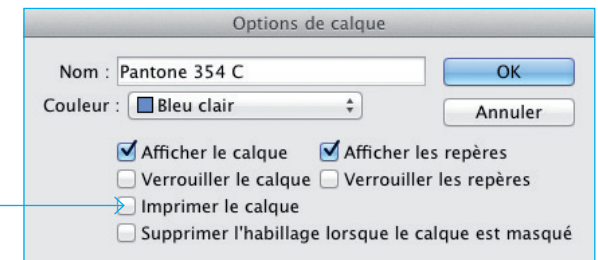 Options de calque
Nom : Pantone 354 C
OK
Couleur : Bleu clair
Annuler
Afficher le calque Afficher les repères
Verrouiller le calque Verrouiller les repères
Imprimer le calque
Supprimer l'habillage lorsque le calque est masqué